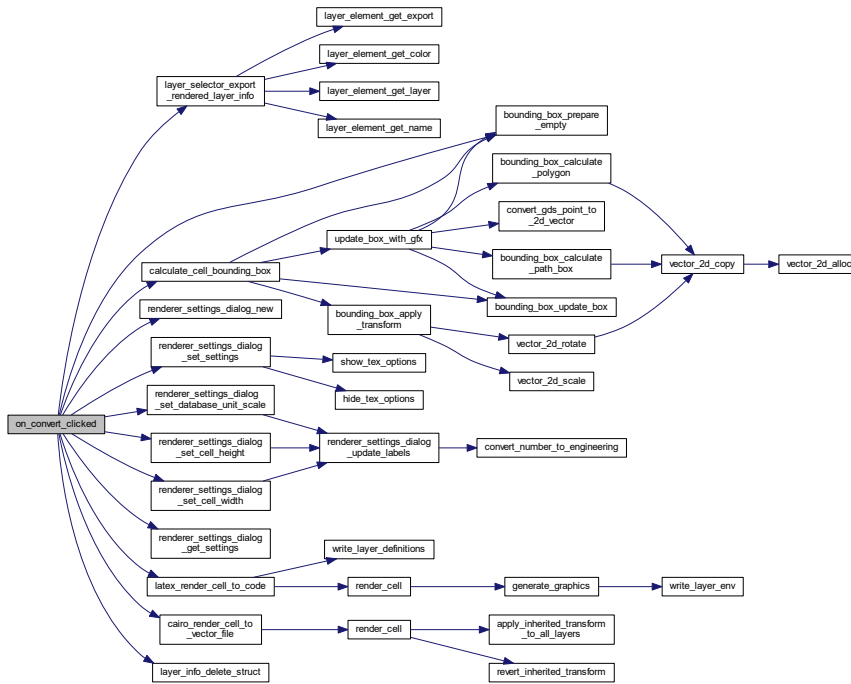 layer_element_get_export
layer_element_get_color
layer_selector_export
_rendered_layer_info
layer_element_get_layer
layer_element_get_name
bounding_box_prepare
_empty
bounding_box_calculate
_polygon
convert_gds_point_to
_2d_vector
update_box_with_gfx
bounding_box_calculate
_path_box
vector_2d_copy
vector_2d_alloc
calculate_cell_bounding_box
bounding_box_update_box
renderer_settings_dialog_new
bounding_box_apply
_transform
vector_2d_rotate
renderer_settings_dialog
_set_settings
show_tex_options
vector_2d_scale
hide_tex_options
renderer_settings_dialog
_set_database_unit_scale
on_convert_clicked
renderer_settings_dialog
_set_cell_height
renderer_settings_dialog
_update_labels
convert_number_to_engineering
renderer_settings_dialog
_set_cell_width
renderer_settings_dialog
_get_settings
write_layer_definitions
latex_render_cell_to_code
render_cell
generate_graphics
write_layer_env
cairo_render_cell_to
_vector_file
render_cell
apply_inherited_transform
_to_all_layers
layer_info_delete_struct
revert_inherited_transform